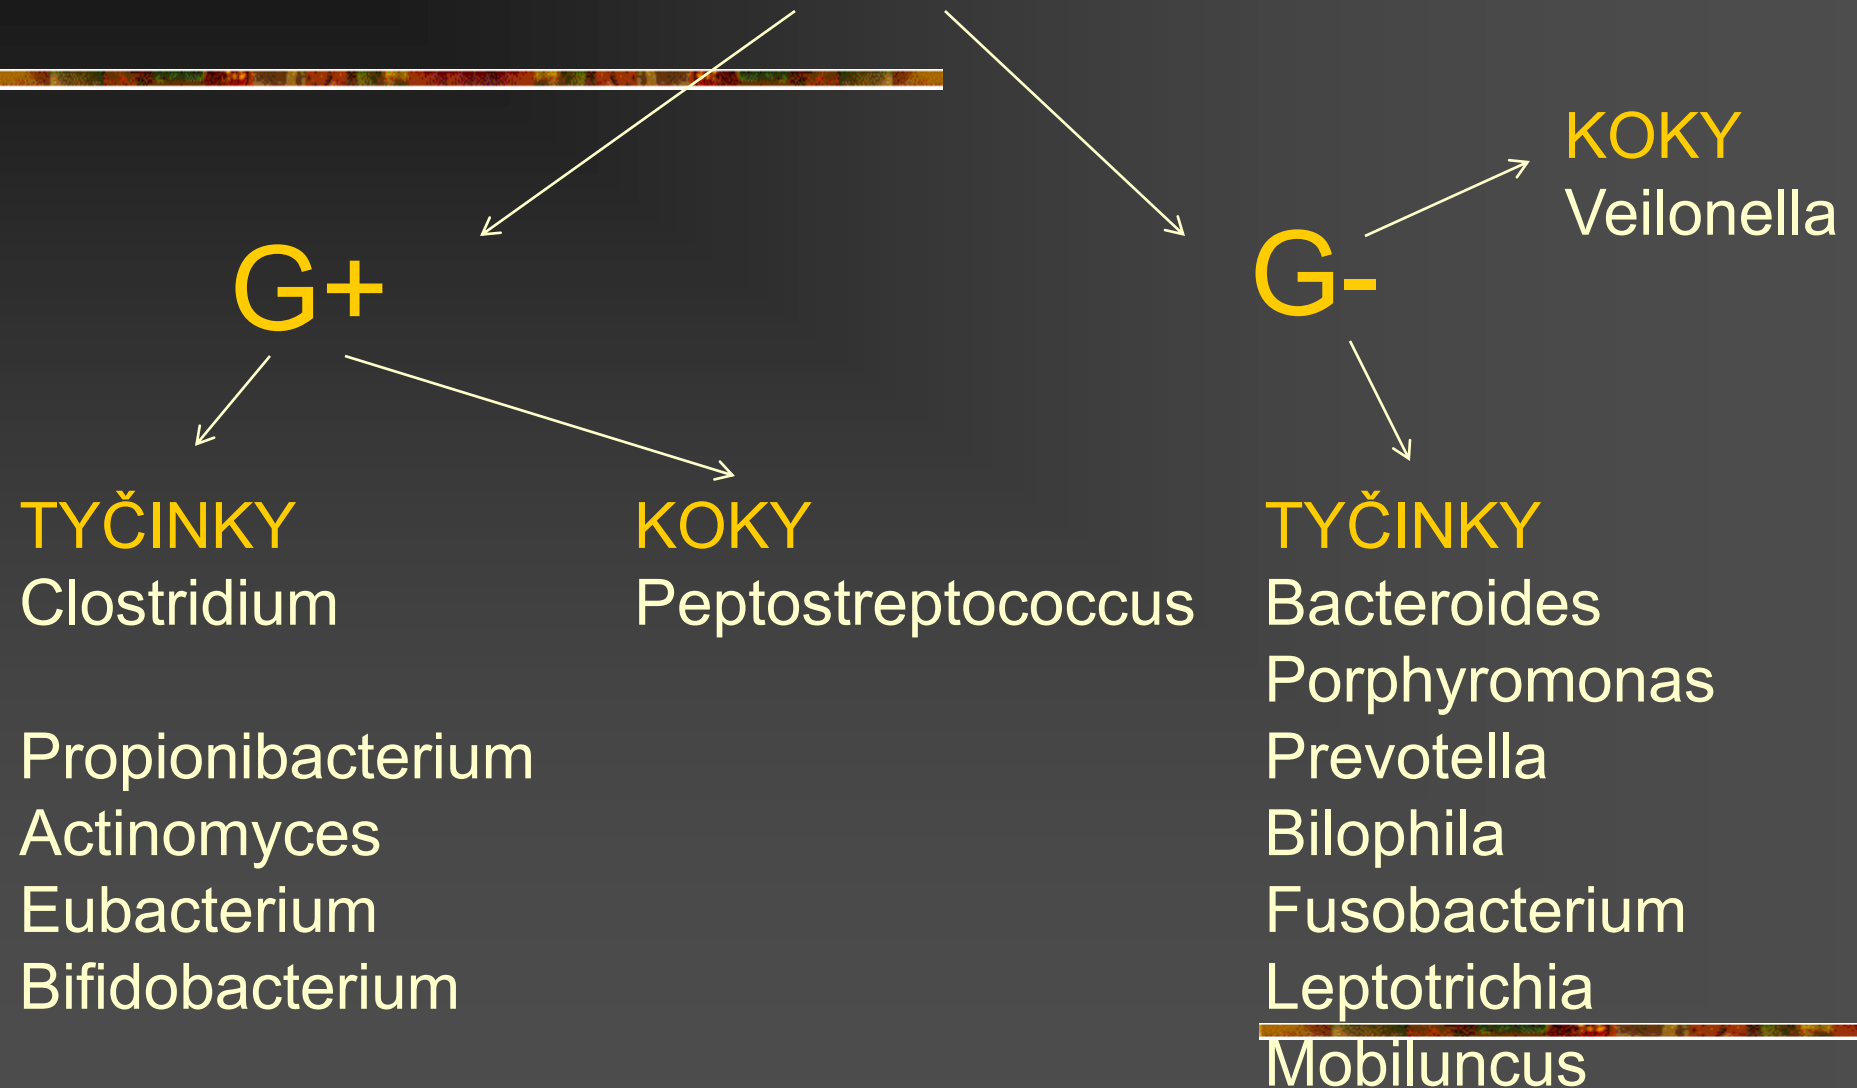 KOKY
Veilonella
G+
G-
TYČINKY
Clostridium
Propionibacterium
Actinomyces
Eubacterium
Bifidobacterium
KOKY
Peptostreptococcus
TYČINKY
Bacteroides
Porphyromonas
Prevotella
Bilophila
Fusobacterium
Leptotrichia
Mobiluncus